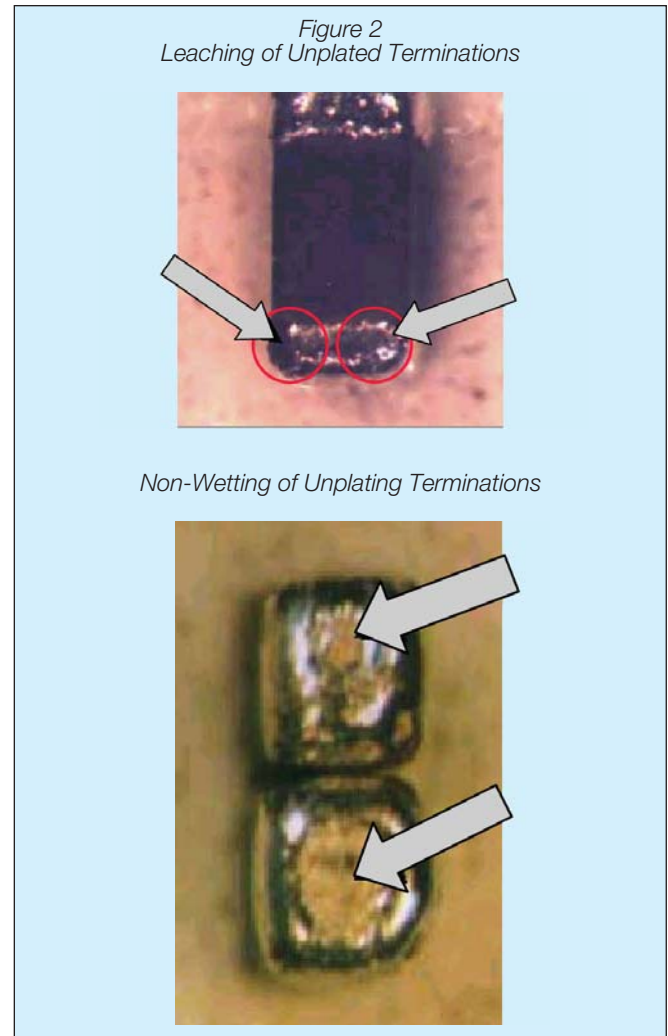 Figure 2
Leaching of Unplated Terminations
Non-Wetting of Unplating Terminations